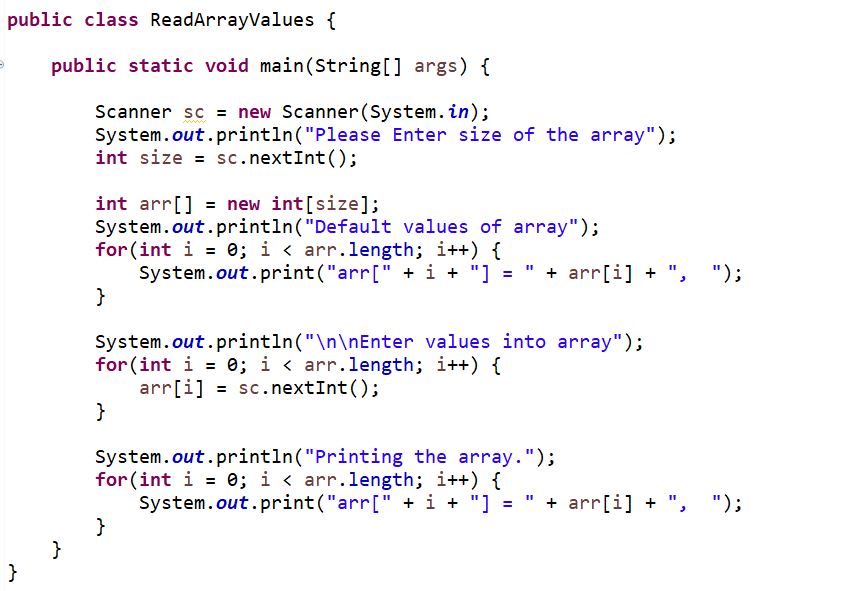 public class ReadArrayValues {
public static void main(String[] args) {
Scanner sc = new Scanner(System.in);
System.out.println("Please Enter size of the array");
int size = sc.nextInt();
int arr[] = new int[size];
System.out.println("Default values of array");
for(int i = 0; i < arr.length; i++) {
System.out.print("arr[" + i + "] = " + arr[i] + ",  ");
}
System.out.println("\n\nEnter values into array");
for(int i = 0; i < arr.length; i++) {
arr[i] = sc.nextInt();
}
System.out.println("Printing the array.");
for(int i = 0; i < arr.length; i++) {
System.out.print("arr[" + i + "] = " + arr[i] + ",  ");
}
}
}